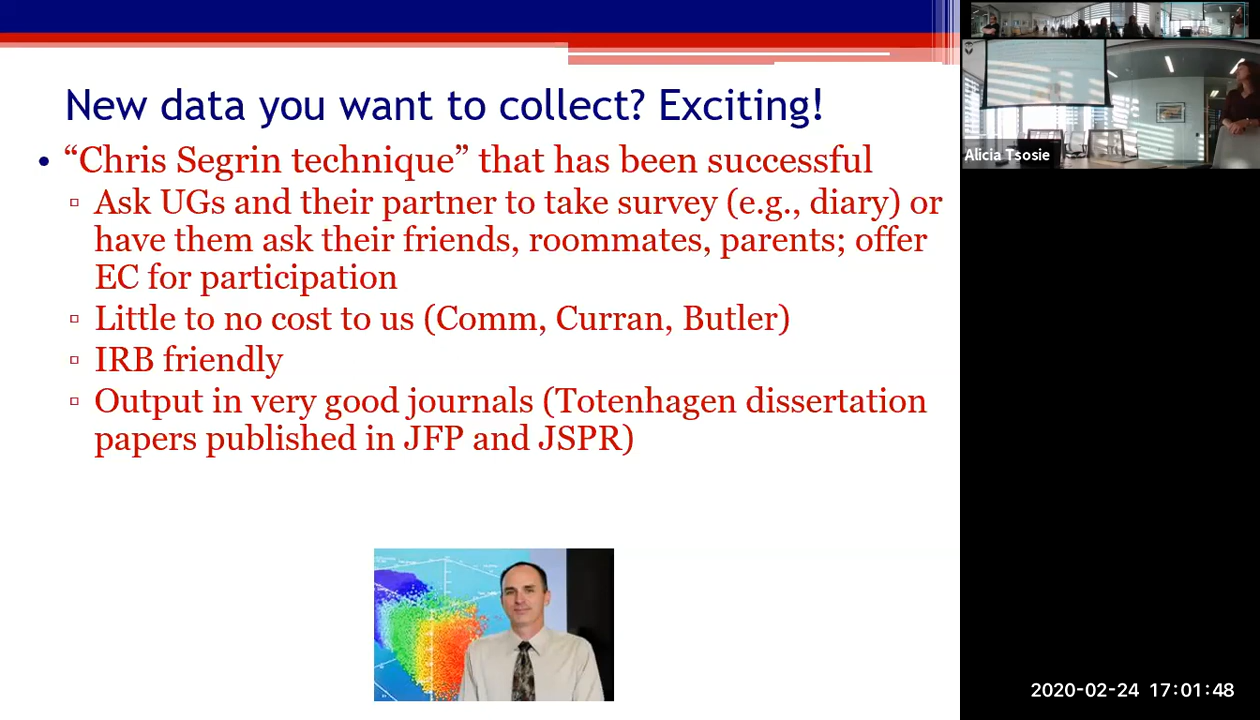 New data you want to collect? Exciting!
• “Chris Segrin technique” that has been successful
▫ Ask UGs and their partner to take survey (e.g., diary) or
have them ask their friends, roommates, parents; offer
EC for participation
▫ Little to no cost to us (Comm, Curran, Butler)
▫ IRB friendly
▫ Output in very good journals (Totenhagen dissertation
papers published in JFP and JSPR)
Alicia Tsosie
2020-02-24 17:01:48